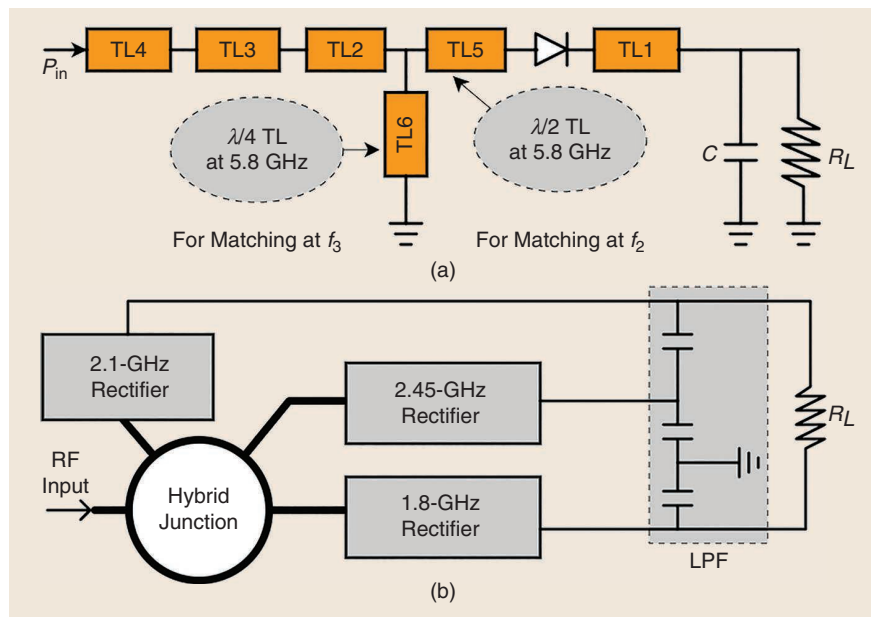 TL4 TL3 TL2 TL5 TL1
Pin
TL6
λ/4 TL
at 5.8 GHz
λ/2 TL
at 5.8 GHz
C
RL
For Matching at f3
For Matching at f2
(a)
2.1-GHz
Rectifier
2.45-GHz
Rectifier
RL
RF
Input
Hybrid
Junction
1.8-GHz
Rectifier
LPF
(b)